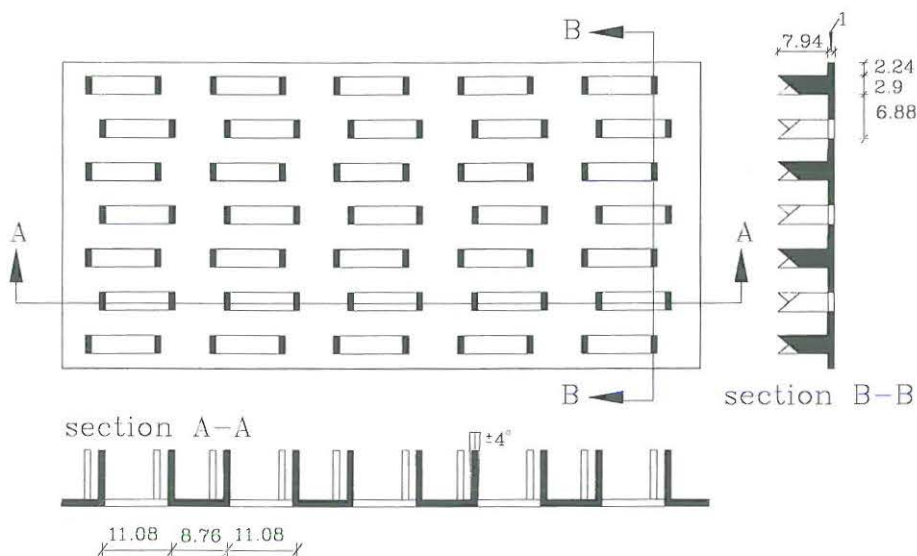 B
1
7.94
2.24
2.9
6.88
A
A
B
section B-B
section A-A
±4°
11.08
8.76
11.08